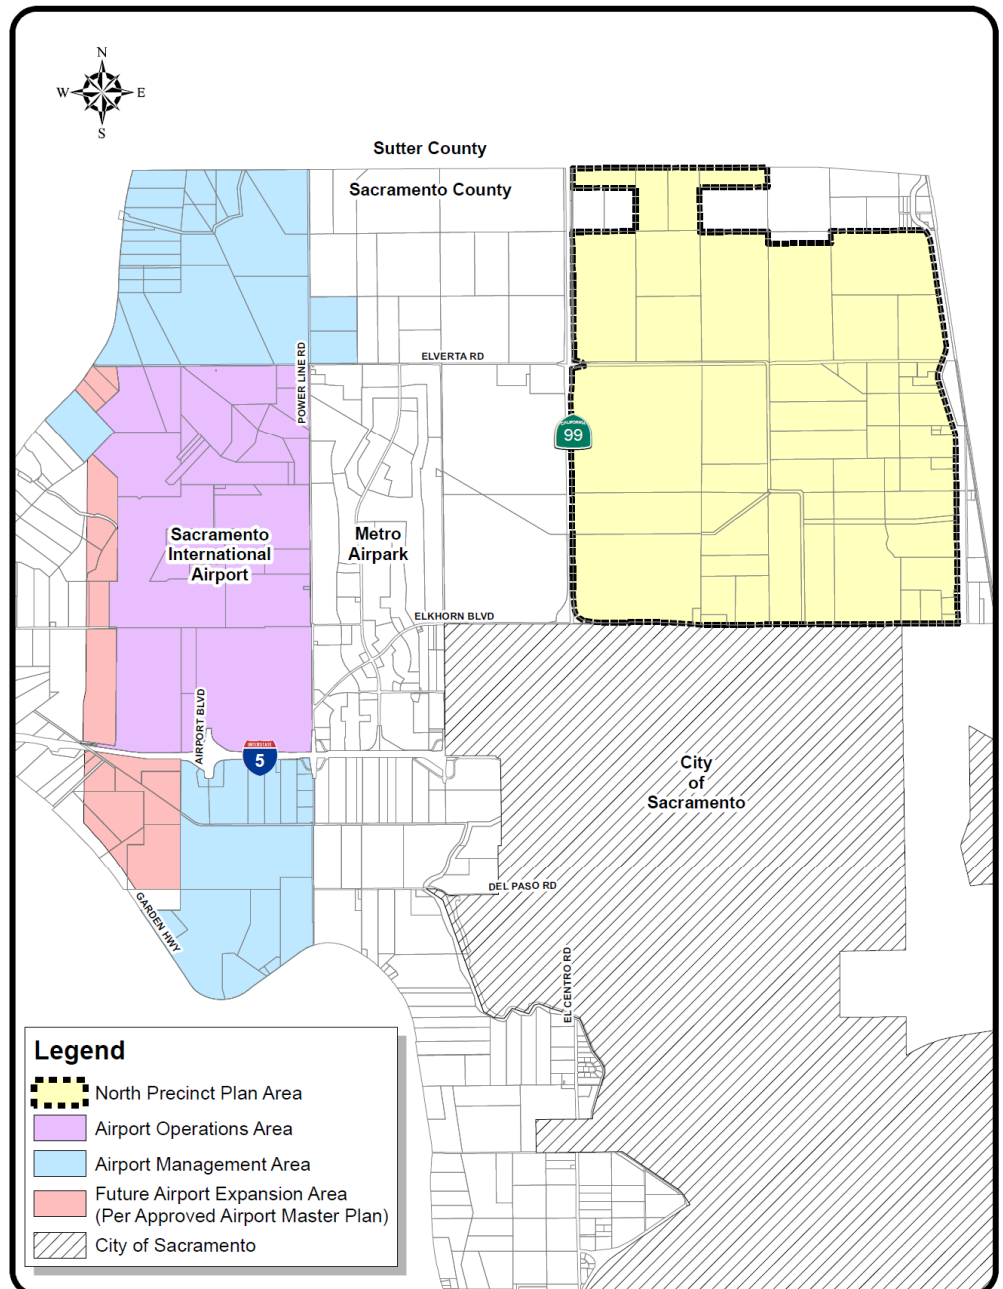 N
W
E
S
Sutter County
Sacramento County
POWER LINE RD
ELVERTA RD
CALIFORNIA
99
Sacramento
International
Airport
Metro
Airpark
ELKHORN BLVD
AIRPORT BLVD
INTERSTATE
5
City
of
Sacramento
DEL PASO RD
GARDEN HWY
EL CENTRO RD
Legend
North Precinct Plan Area
Airport Operations Area
Airport Management Area
Future Airport Expansion Area
(Per Approved Airport Master Plan)
City of Sacramento